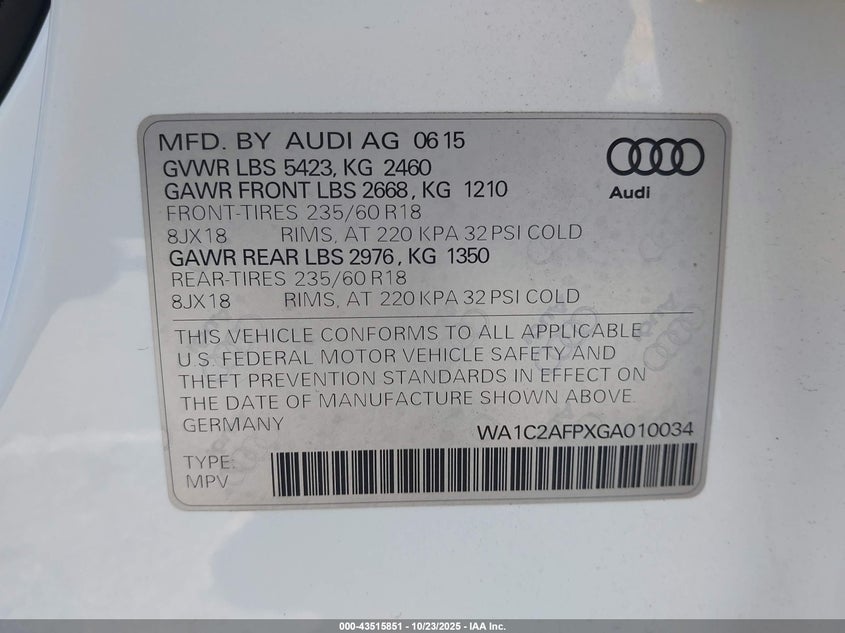 MFD. BY AUDI AG 0615
GVWR LBS 5423, KG 2460
GAWR FRONT LBS 2668, KG 1210
FRONT-TIRES 235/60 R18
8JX18 RIMS, AT 220 KPA 32 PSI COLD
GAWR REAR LBS 2976, KG 1350
REAR-TIRES 235/60 R18
8JX18 RIMS, AT 220 KPA 32 PSI COLD
Audi
THIS VEHICLE CONFORMS TO ALL APPLICABLE
U.S. FEDERAL MOTOR VEHICLE SAFETY AND
THEFT PREVENTION STANDARDS IN EFFECT ON
THE DATE OF MANUFACTURE SHOWN ABOVE.
GERMANY
WA1C2AFPXGA010034
TYPE:
MPV
000-43515851 - 10/23/2025 - IAA Inc.